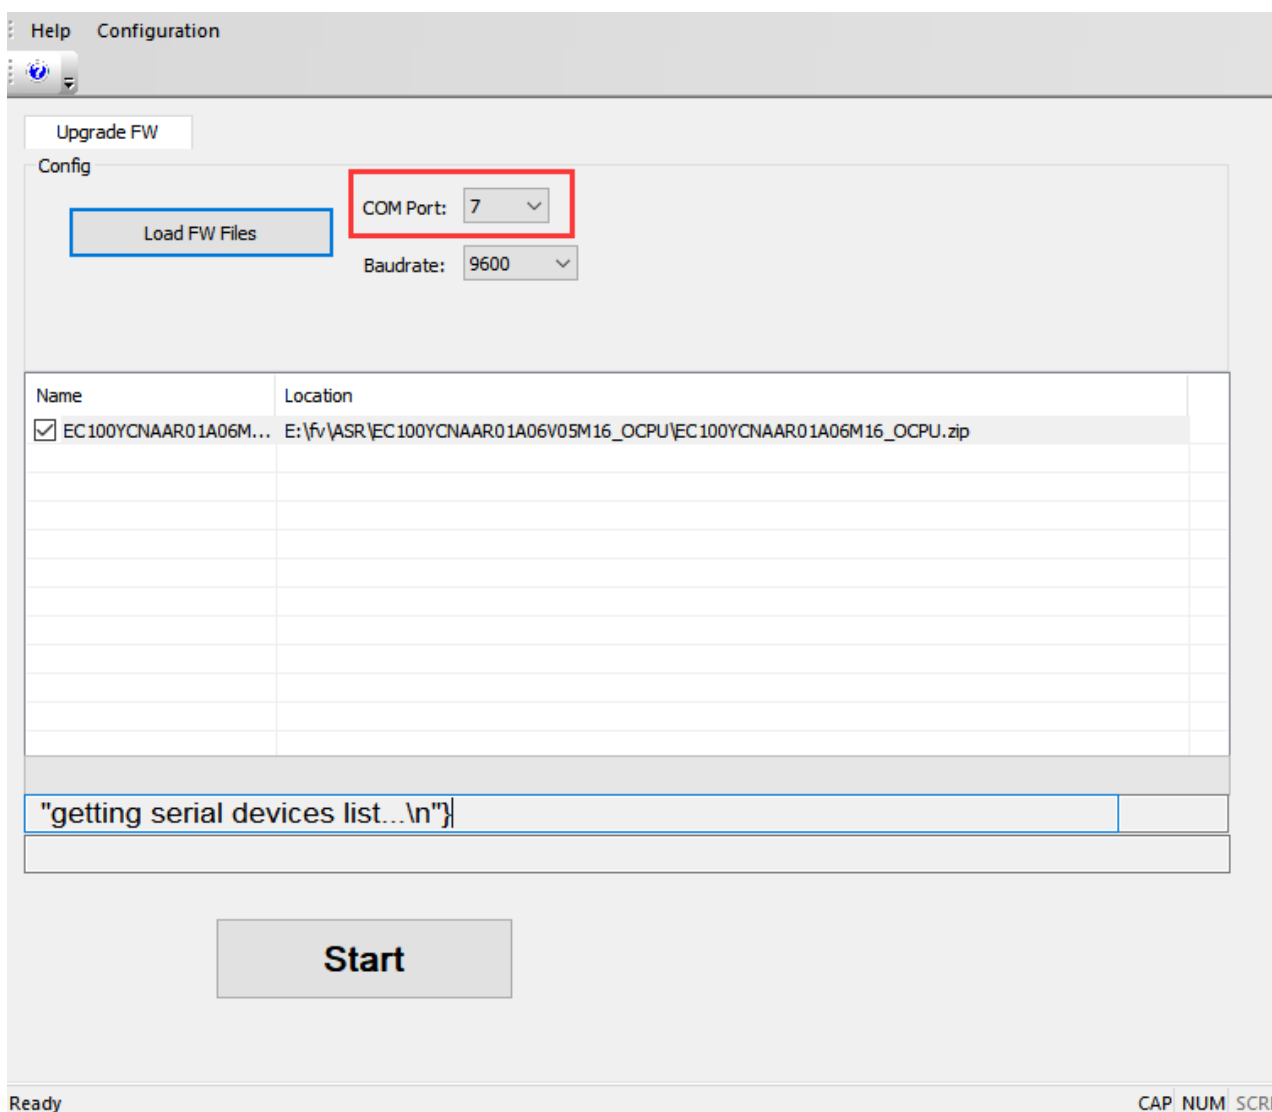 Help Configuration
Upgrade FW
Config
Load FW Files
COM Port: 7
Baudrate: 9600
Name Location
EC100YCNAAR01A06M... E:\fv\ASR\EC100YCNAAR01A06V05M16_OCPU\EC100YCNAAR01A06M16_OCPU.zip
"getting serial devices list...\n"}
Start
Ready CAP NUM SCRI